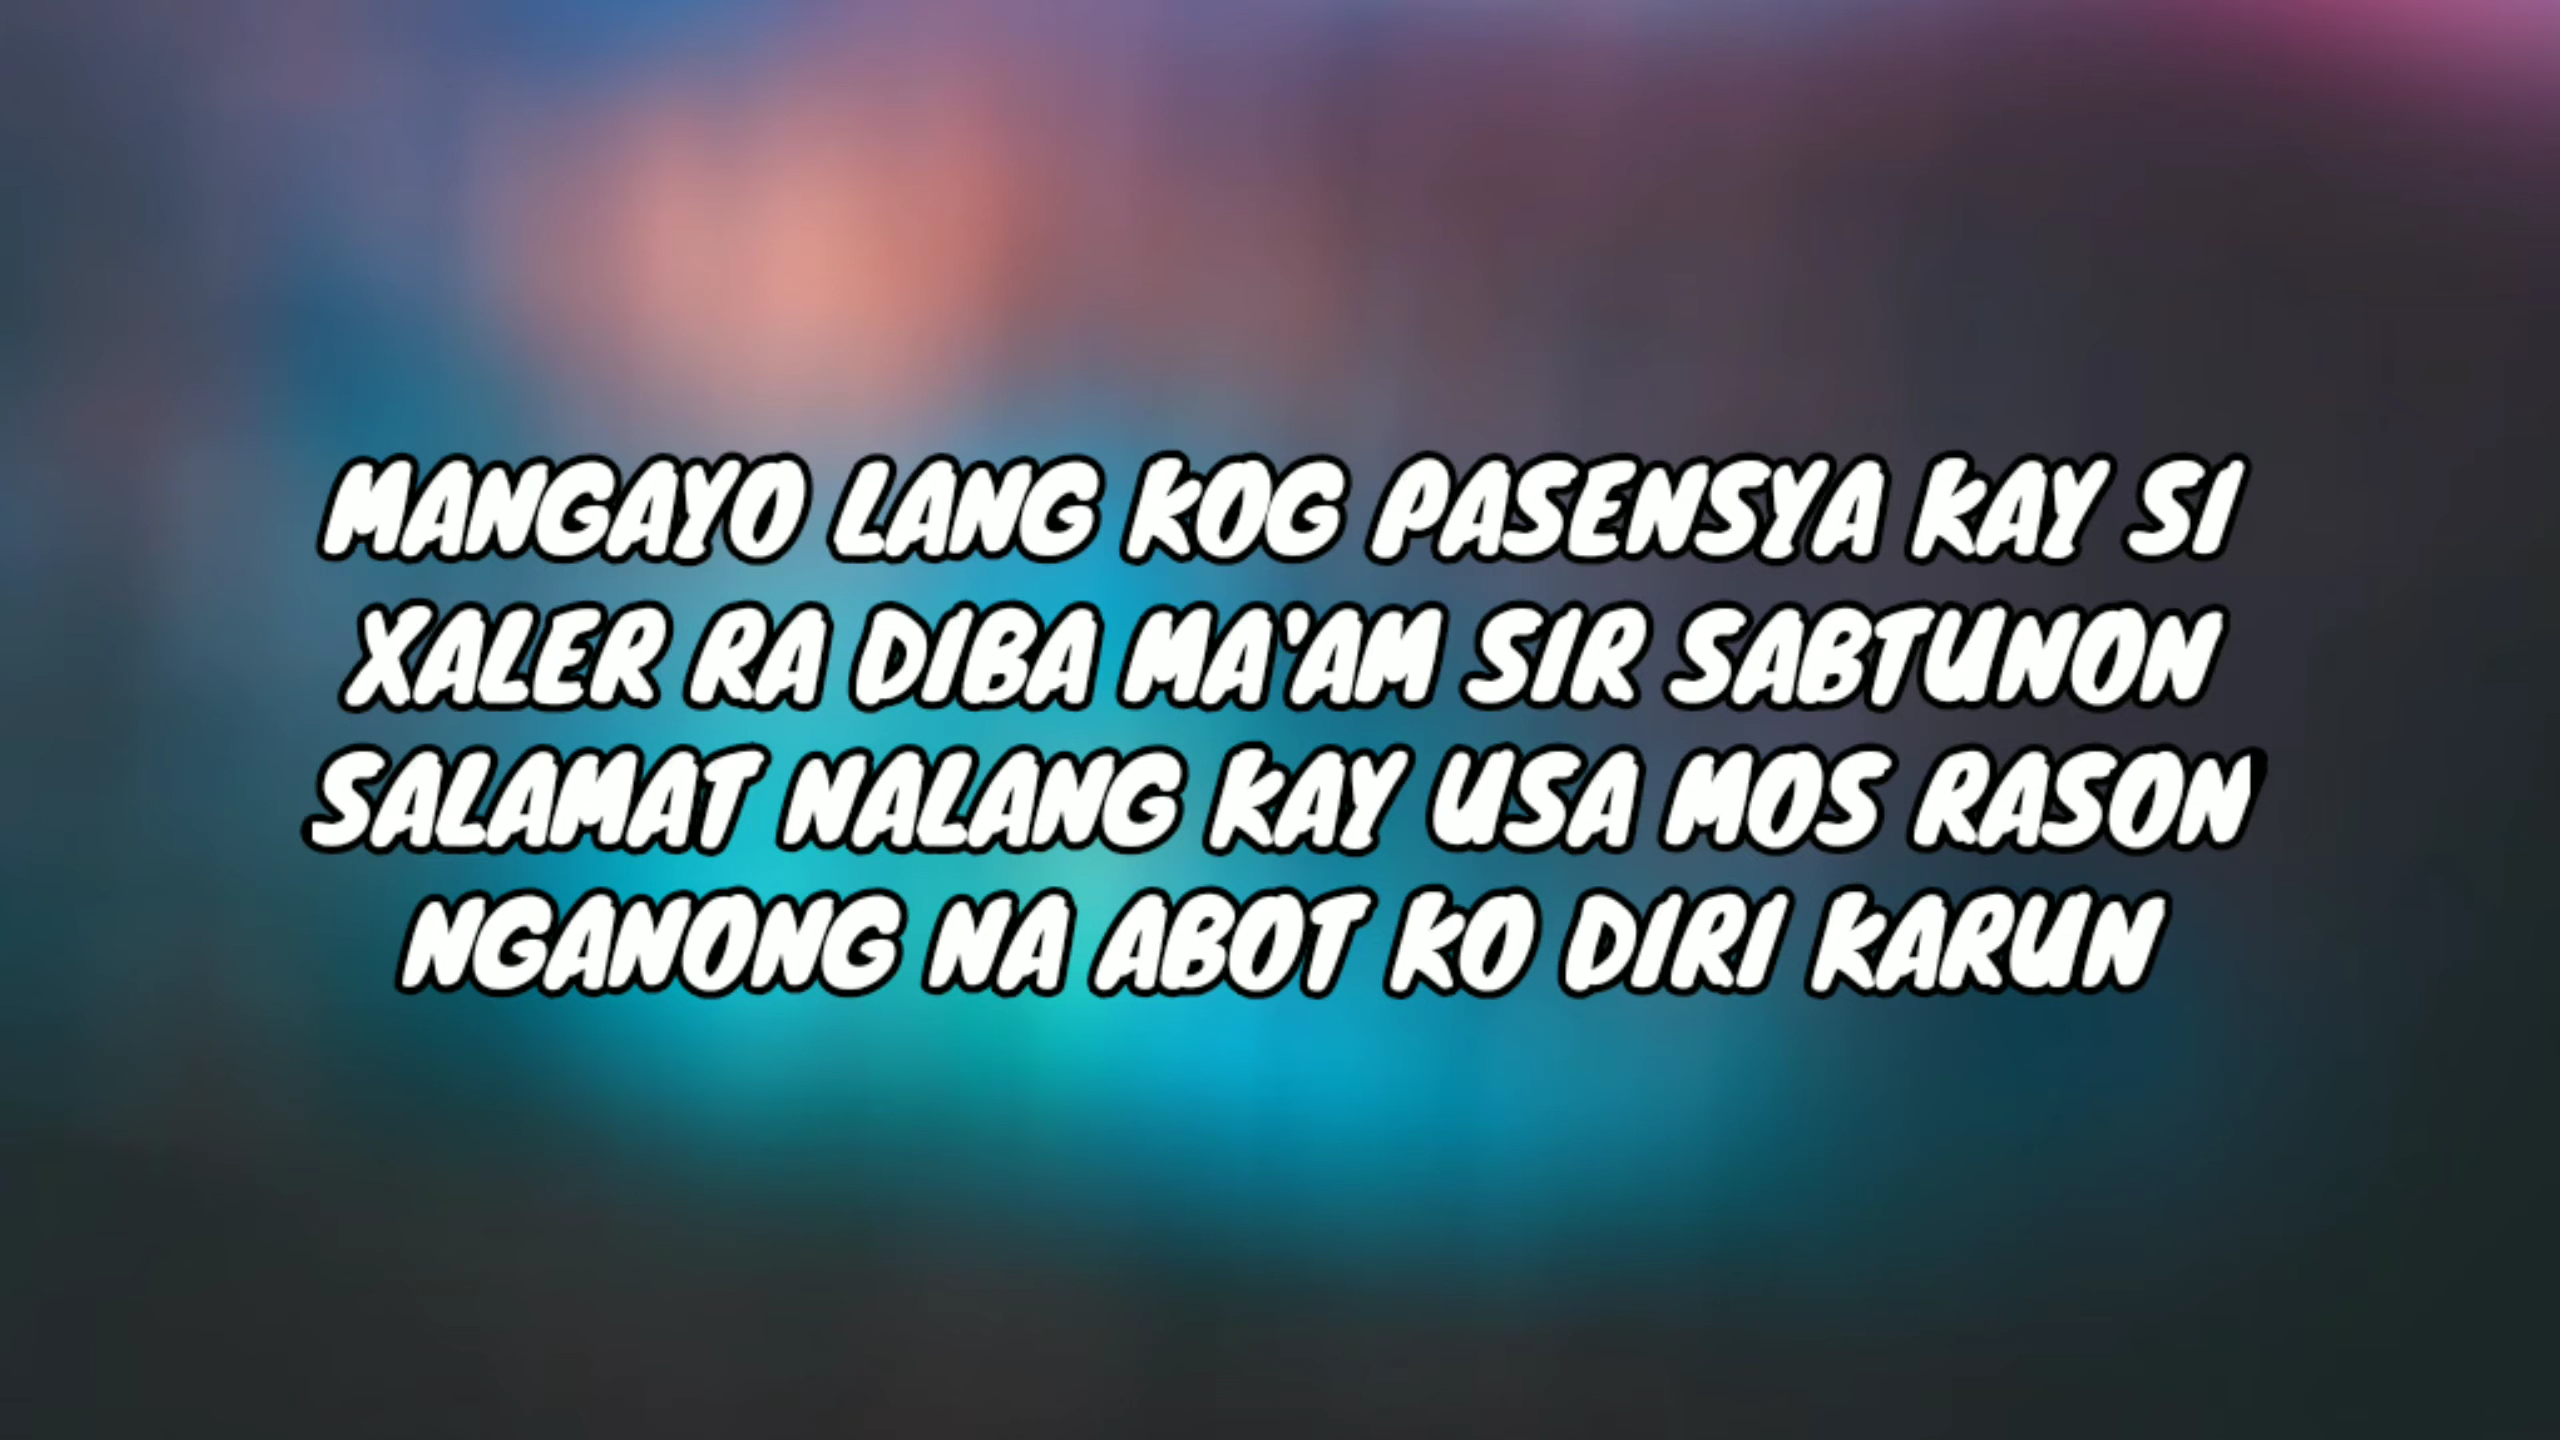 MANGAYO LANG KOG PASENSYA KAY SI
XALER RA DIBA MA'AM SIR SABTUNON
SALAMAT NALANG KAY USA MOS RASON
NGANONG NA ABOT KO DIRI KARUN